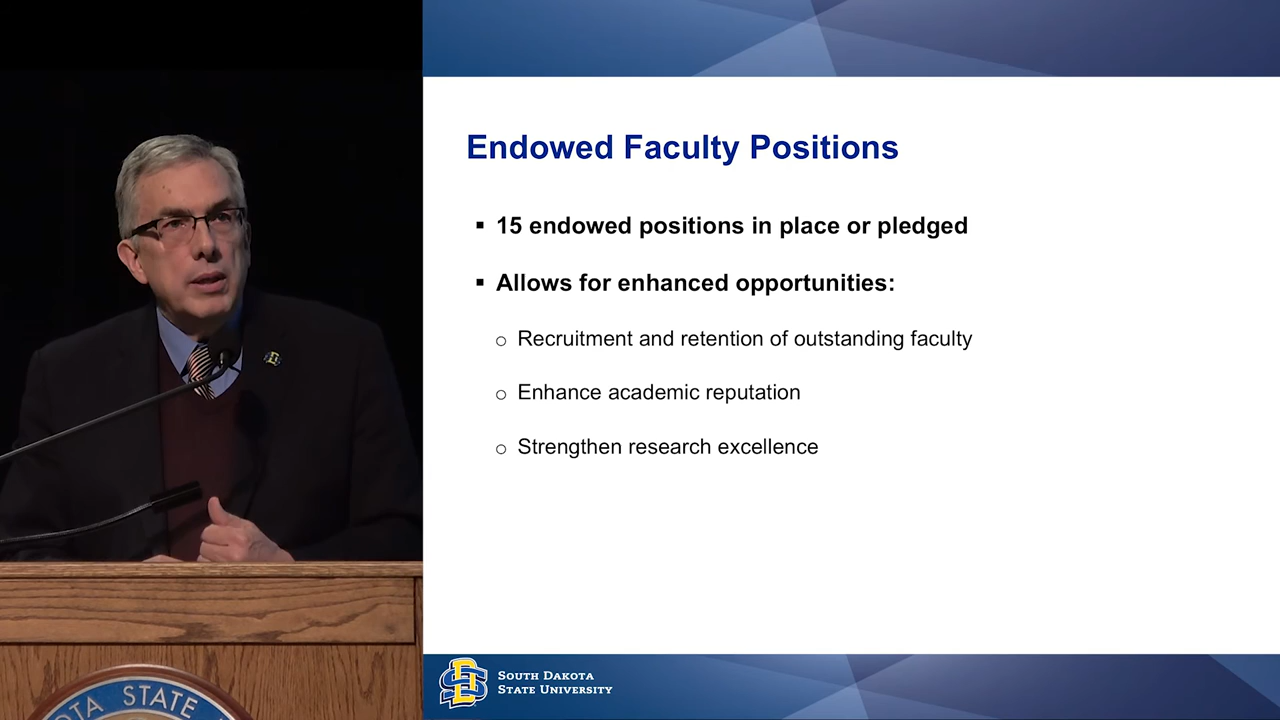 Endowed Faculty Positions
▪ 15 endowed positions in place or pledged
▪ Allows for enhanced opportunities:
o Recruitment and retention of outstanding faculty
o Enhance academic reputation
o Strengthen research excellence
SOUTH DAKOTA
STATE UNIVERSITY
STATE